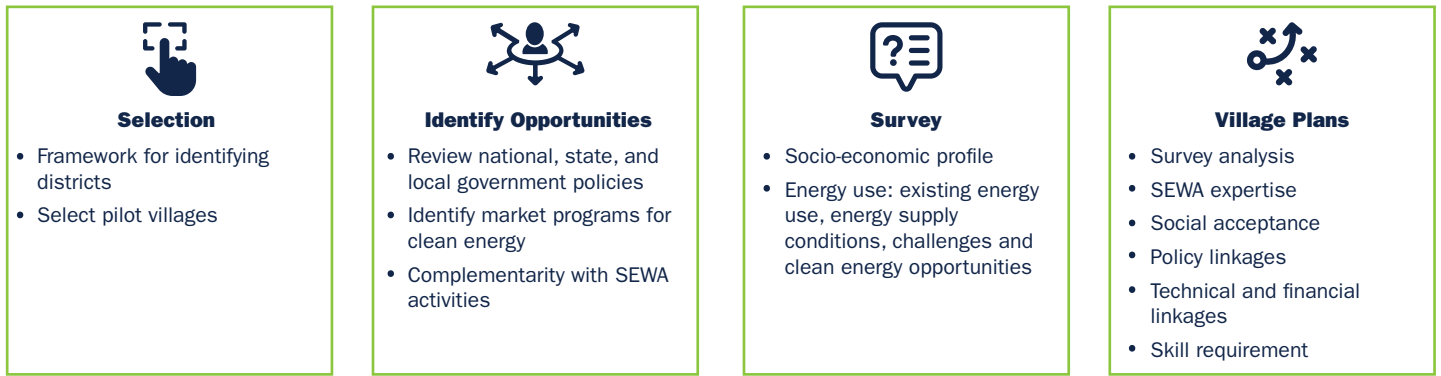 Selection
• Framework for identifying
districts
• Select pilot villages
Identify Opportunities
• Review national, state, and
local government policies
• Identify market programs for
clean energy
• Complementarity with SEWA
activities
?
Survey
• Socio-economic profile
• Energy use: existing energy
use, energy supply
conditions, challenges and
clean energy opportunities
Village Plans
• Survey analysis
• SEWA expertise
• Social acceptance
• Policy linkages
• Technical and financial
linkages
• Skill requirement